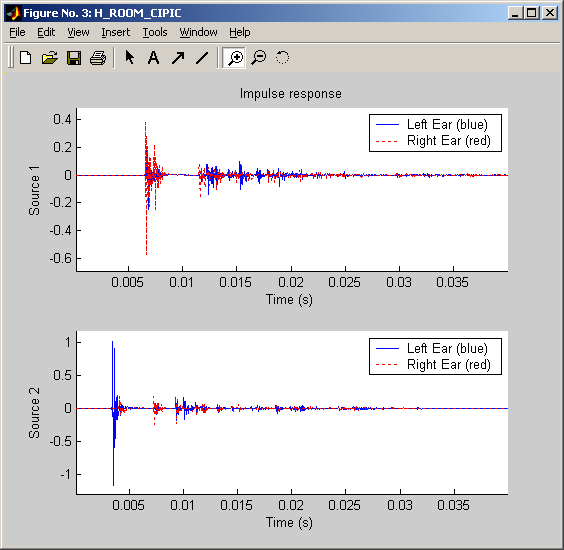 Figure No. 3: H_ROOM_CIPIC
File Edit View Insert Tools Window Help
A
Impulse response
Left Ear (blue)
Right Ear (red)
0.4
0.2
0
-0.2
-0.4
-0.6
Source 1
0.005 0.01 0.015 0.02 0.025 0.03 0.035
Time (s)
Left Ear (blue)
Right Ear (red)
1
0.5
0
-0.5
-1
Source 2
0.005 0.01 0.015 0.02 0.025 0.03 0.035
Time (s)